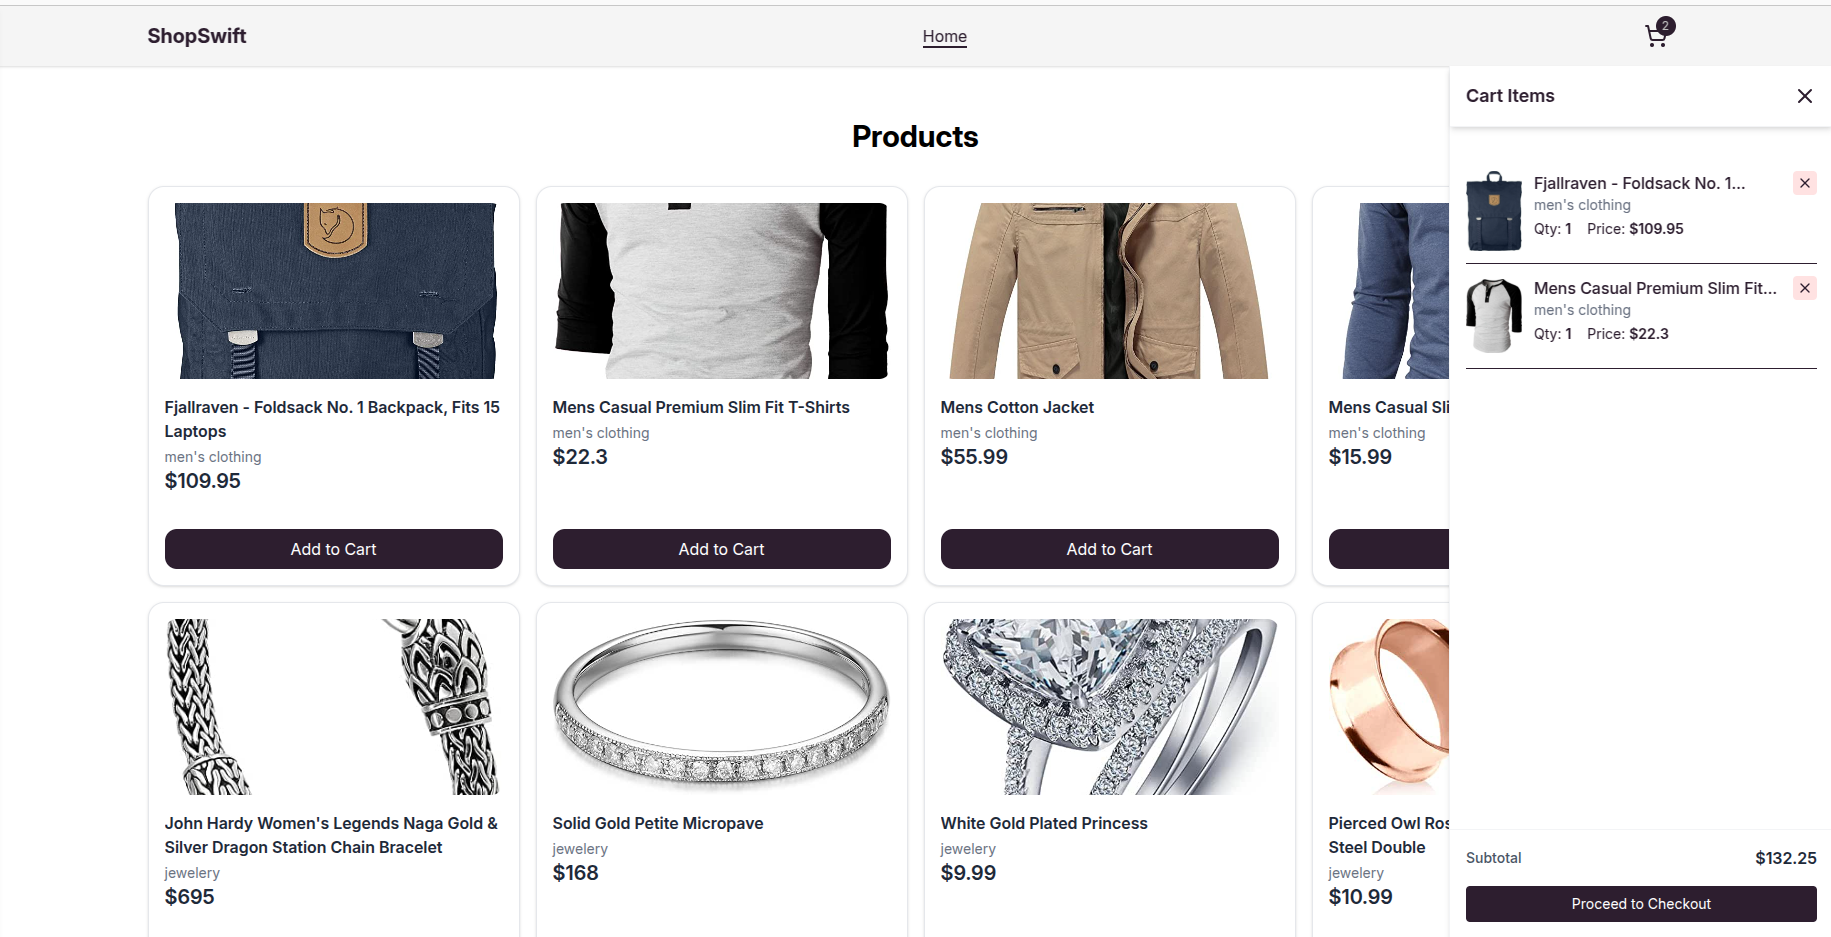 ShopSwift
Home
2
Products
Cart Items
Fjallraven - Foldsack No. 1...
men's clothing
Qty: 1 Price: $109.95
Mens Casual Premium Slim Fit...
men's clothing
Qty: 1 Price: $22.3
Subtotal $132.25
Proceed to Checkout
Fjallraven - Foldsack No. 1 Backpack, Fits 15
Laptops
men's clothing
$109.95
Add to Cart
Mens Casual Premium Slim Fit T-Shirts
men's clothing
$22.3
Add to Cart
Mens Cotton Jacket
men's clothing
$55.99
Add to Cart
Mens Casual Sli
men's clothing
$15.99
John Hardy Women's Legends Naga Gold &
Silver Dragon Station Chain Bracelet
jewelery
$695
Solid Gold Petite Micropave
jewelery
$168
White Gold Plated Princess
jewelery
$9.99
Pierced Owl Ros
Steel Double
jewelery
$10.99